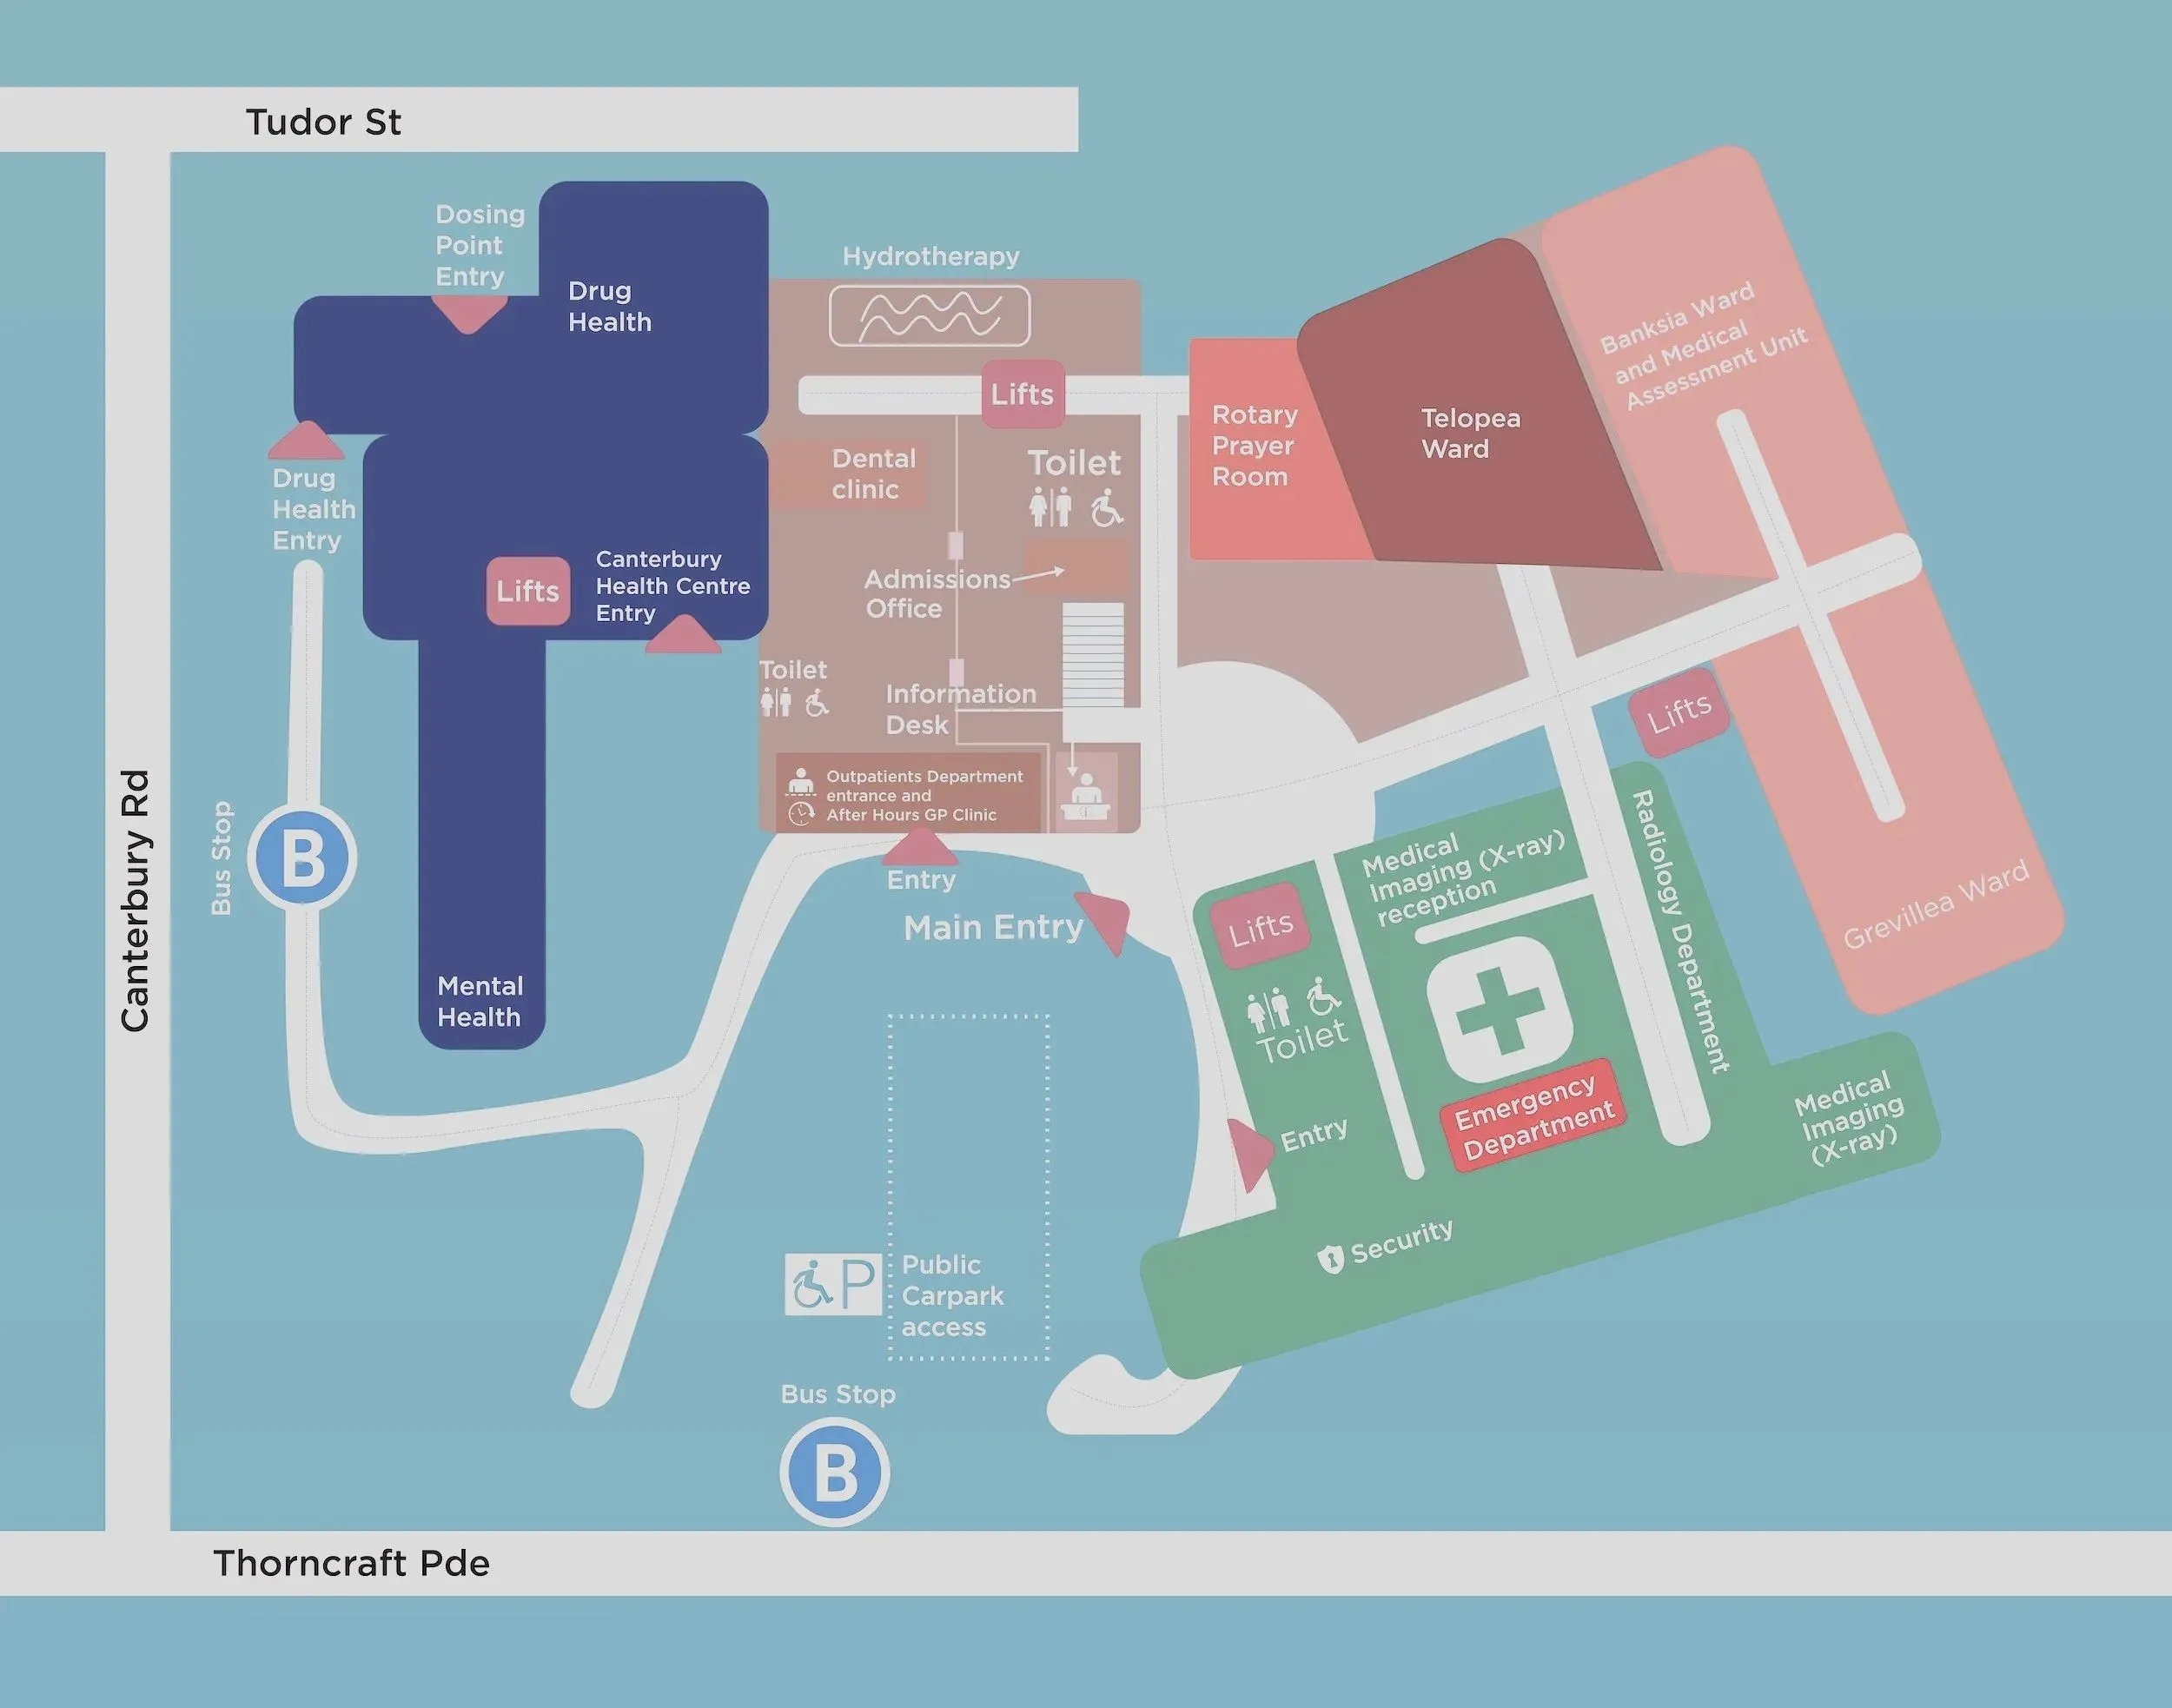 Tudor St
Dosing
Point
Entry
Drug
Health
Hydrotherapy
Lifts
Dental
clinic
Toilet
Rotary
Prayer
Room
Telopea
Ward
Banksia Ward
and Medical
Assessment Unit
Drug
Health
Entry
Lifts
Canterbury
Health Centre
Entry
Admissions
Office
Toilet
Information
Desk
Lifts
Outpatients Department
entrance and
After Hours GP Clinic
Canterbury Rd
Bus Stop
B
Entry
Main Entry
Medical
Imaging (X-ray)
reception
Radiology Department
Grevillea Ward
Lifts
Mental
Health
Toilet
Emergency
Department
Medical
Imaging
(X-ray)
Entry
Security
P
Public
Carpark
access
Bus Stop
B
Thorncraft Pde